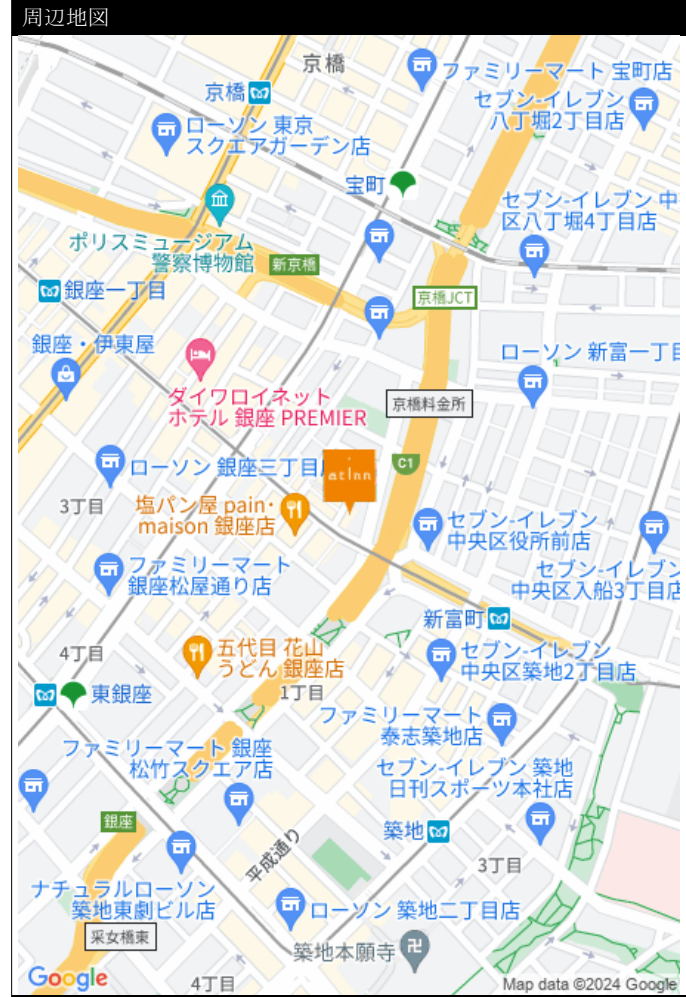 周辺地図
京橋
ファミリーマート 宝町店
京橋
セブン-イレブン
八丁堀2丁目店
ローソン 東京
スクエアガーデン店
宝町
セブン-イレブン 中
区八丁堀4丁目店
ポリスミュージアム
警察博物館
新京橋
銀座一丁目
京橋JCT
銀座・伊東屋
ローソン 新富一丁目
ダイワロイネット
ホテル 銀座 PREMIER
京橋料金所
ローソン 銀座三丁目
atinn
C1
3丁目
塩パン屋 pain・
maison 銀座店
セブン-イレブン
中央区役所前店
ファミリーマート
銀座松屋通り店
セブン-イレブン
中央区入船3丁目店
新富町
4丁目
五代目 花山
うどん 銀座店
セブン-イレブン
中央区築地2丁目店
東銀座
1丁目
ファミリーマート
泰志築地店
ファミリーマート 銀座
松竹スクエア店
セブン-イレブン 築地
日刊スポーツ本社店
銀座
築地
平成通り
3丁目
ナチュラルローソン
築地東劇ビル店
ローソン 築地二丁目店
采女橋東
築地本願寺
Google
4丁目
Map data ©2024 Google